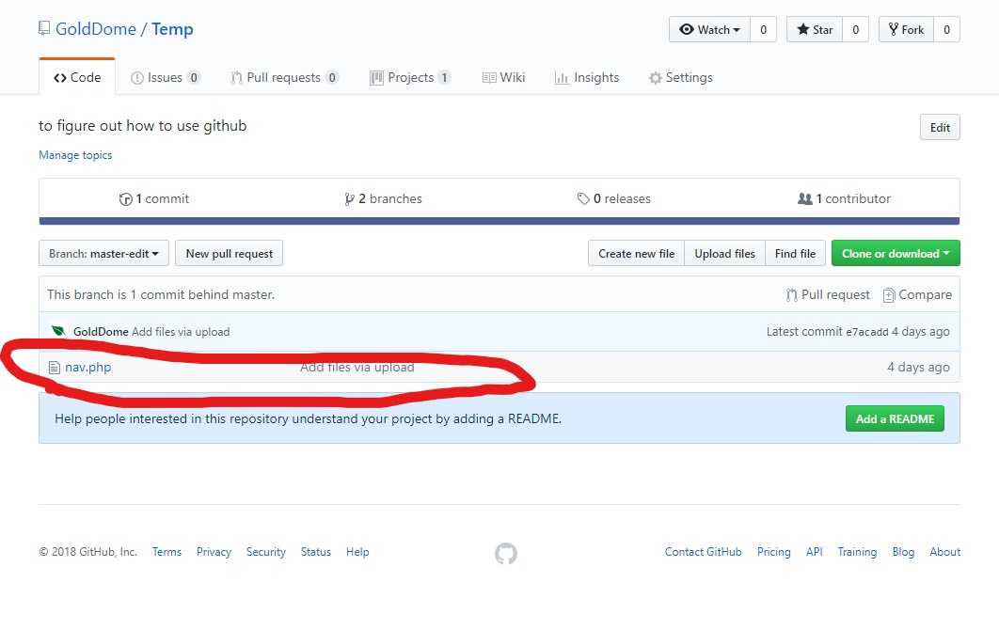 GoldDome / Temp
Watch 0 Star 0 Fork 0
Code Issues 0 Pull requests 0 Projects 1 Wiki Insights Settings
to figure out how to use github
Edit
Manage topics
1 commit 2 branches 0 releases 1 contributor
Branch: master-edit New pull request Create new file Upload files Find file Clone or download
This branch is 1 commit behind master. Pull request Compare
GoldDome Add files via upload Latest commit e7acadd 4 days ago
nav.php Add files via upload 4 days ago
Help people interested in this repository understand your project by adding a README. Add a README
© 2018 GitHub, Inc. Terms Privacy Security Status Help Contact GitHub Pricing API Training Blog About